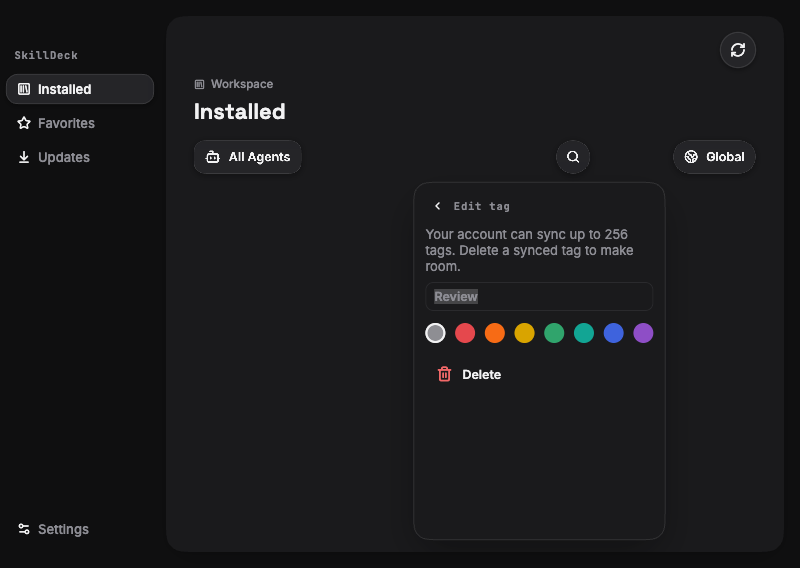 SkillDeck
Installed
Favorites
Updates
Settings
Workspace
Installed
All Agents
Global
Edit tag
Your account can sync up to 256
tags. Delete a synced tag to make
room.
Review
Delete